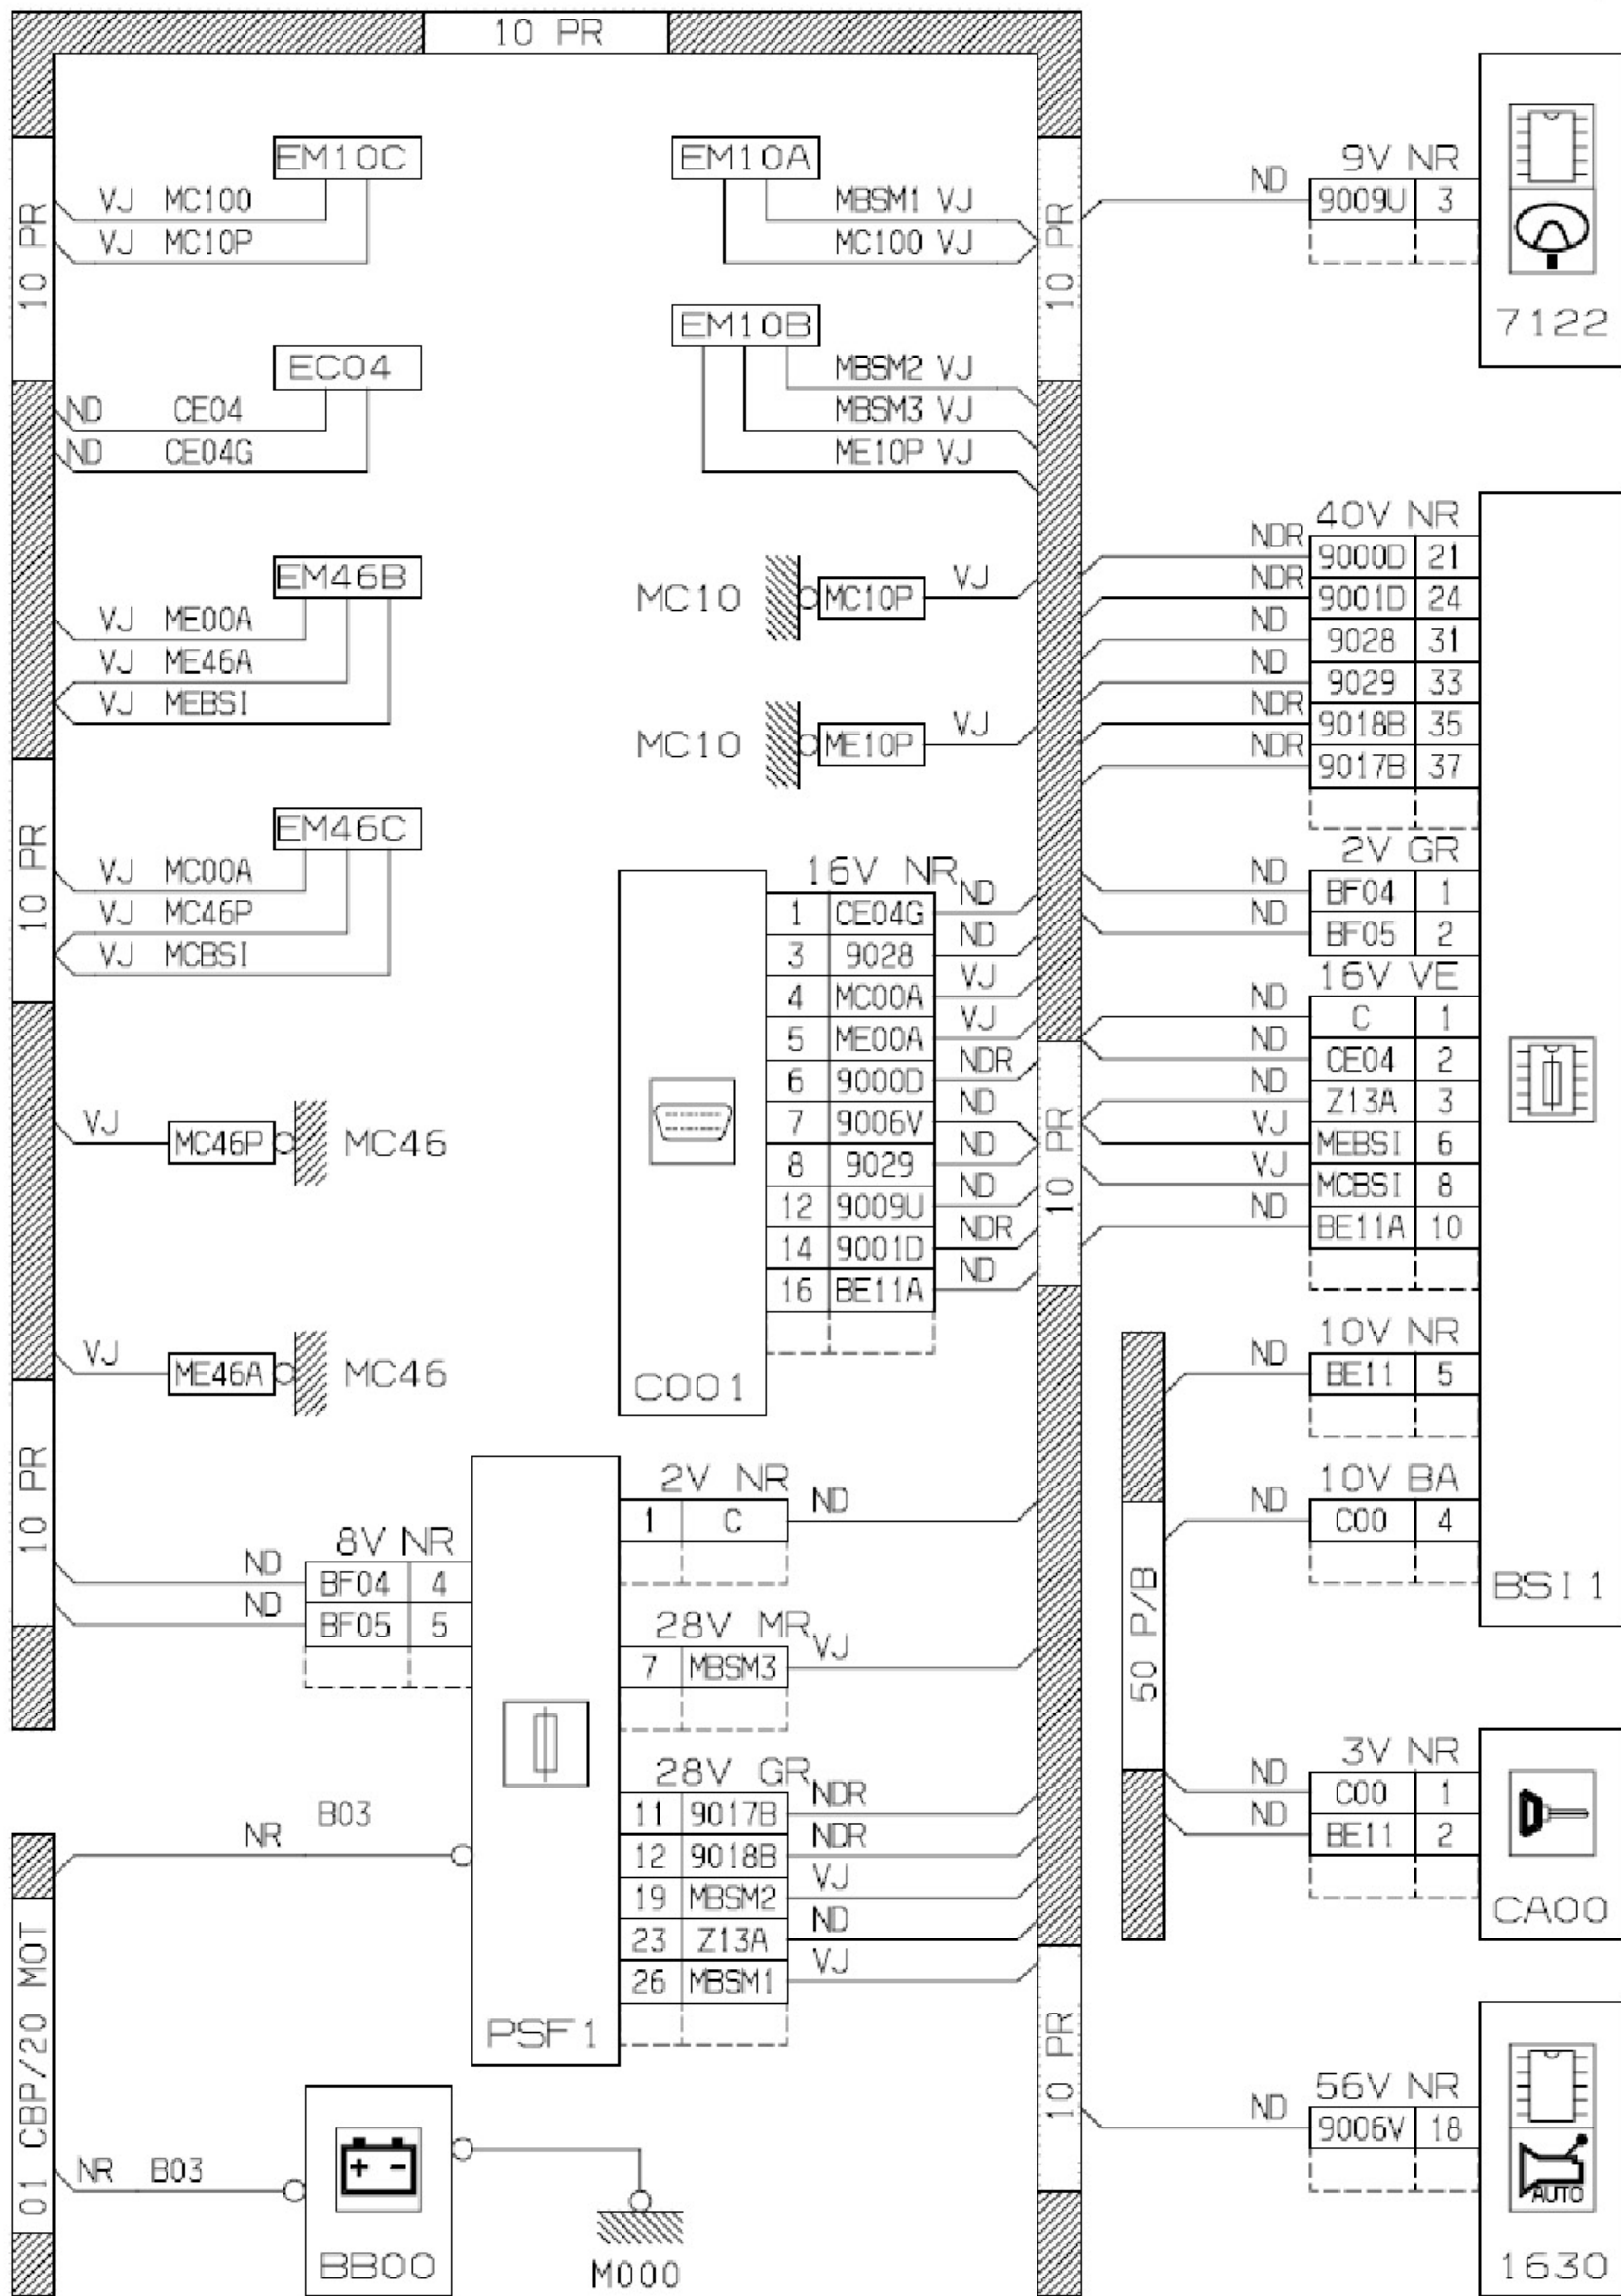 10 PR
10 PR
EM10C
VJ MC100
VJ MC10P
EC04
ND CE04
ND CE04G
EM46B
VJ ME00A
VJ ME46A
VJ MEBSI
10 PR
EM46C
VJ MC00A
VJ MC46P
VJ MCBSI
VJ MC46P MC46
VJ ME46A MC46
10 PR
EM10A
MBSM1 VJ
MC100 VJ
EM10B
MBSM2 VJ
MBSM3 VJ
ME10P VJ
10 PR
MC10 MC10P VJ
MC10 ME10P VJ
16V NR
1 CE04G ND
3 9028 ND
4 MC00A VJ
5 ME00A VJ
6 9000D NDR
7 9006V ND
8 9029 ND
12 9009U ND
14 9001D NDR
16 BE11A ND
C001
10 PR
8V NR
ND BF04 4
ND BF05 5
2V NR
1 C ND
28V MR
7 MBSM3 VJ
28V GR
11 9017B NDR
12 9018B NDR
19 MBSM2 VJ
23 Z13A ND
26 MBSM1 VJ
PSF1
NR B03
01 CBP/20 MOT
NR B03
BB00
+ -
M000
10 PR
9V NR
ND 9009U 3
7122
40V NR
NDR 9000D 21
NDR 9001D 24
ND 9028 31
ND 9029 33
NDR 9018B 35
NDR 9017B 37
2V GR
ND BF04 1
ND BF05 2
16V VE
ND C 1
ND CE04 2
ND Z13A 3
VJ MEBSI 6
VJ MCBSI 8
ND BE11A 10
10V NR
ND BE11 5
10V BA
ND C00 4
BSI1
50 P/B
3V NR
ND C00 1
ND BE11 2
CA00
56V NR
ND 9006V 18
AUTO
1630